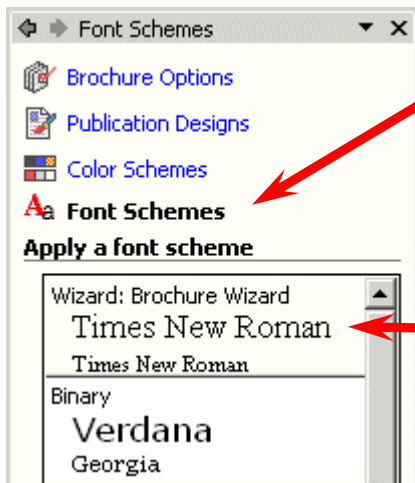 Font Schemes
Brochure Options
Publication Designs
Color Schemes
Aa Font Schemes
Apply a font scheme
Wizard: Brochure Wizard
Times New Roman
Times New Roman
Binary
Verdana
Georgia